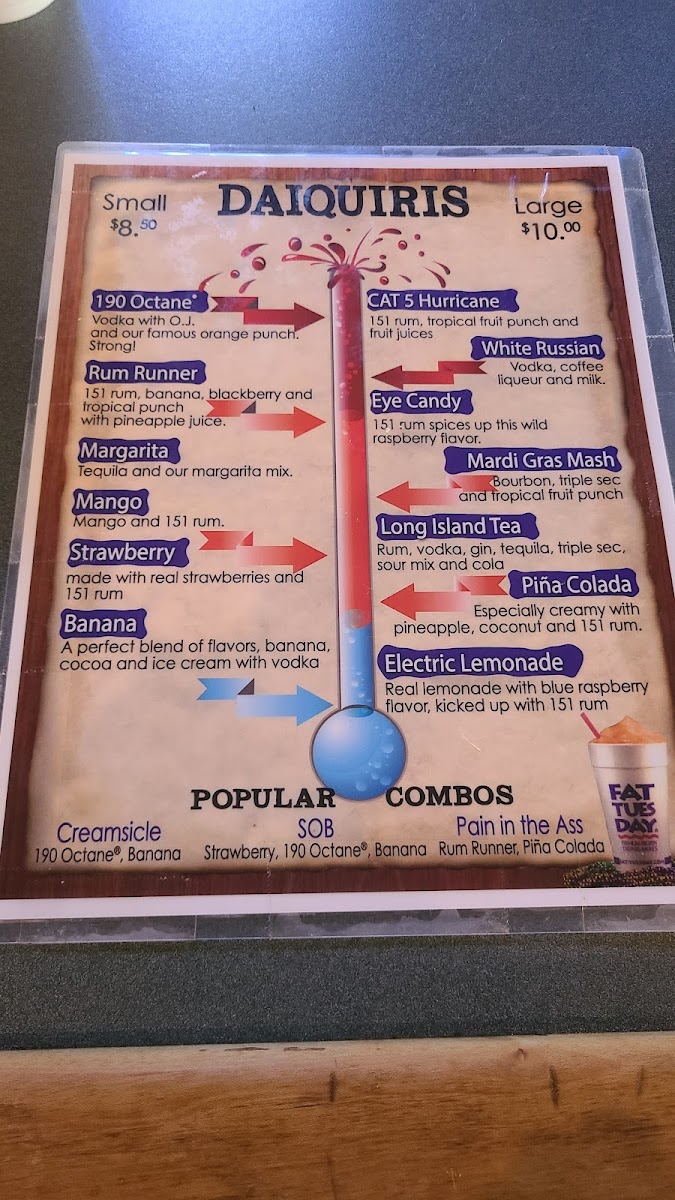 DAIQUIRIS
Small
$8.50
Large
$10.00
190 Octane®
Vodka with O.J.
and our famous orange punch.
Strong!
Rum Runner
151 rum, banana, blackberry and
tropical punch
with pineapple juice.
Margarita
Tequila and our margarita mix.
Mango
Mango and 151 rum.
Strawberry
made with real strawberries and
151 rum
Banana
A perfect blend of flavors, banana,
cocoa and ice cream with vodka
CAT 5 Hurricane
151 rum, tropical fruit punch and
fruit juices
White Russian
Vodka, coffee
liqueur and milk.
Eye Candy
151 rum spices up this wild
raspberry flavor.
Mardi Gras Mash
Bourbon, triple sec
and tropical fruit punch
Long Island Tea
Rum, vodka, gin, tequila, triple sec,
sour mix and cola
Piña Colada
Especially creamy with
pineapple, coconut and 151 rum.
Electric Lemonade
Real lemonade with blue raspberry
flavor, kicked up with 151 rum
POPULAR COMBOS
Creamsicle
190 Octane®, Banana
SOB
Strawberry, 190 Octane®, Banana
Pain in the Ass
Rum Runner, Piña Colada
FAT
TUES
DAY.